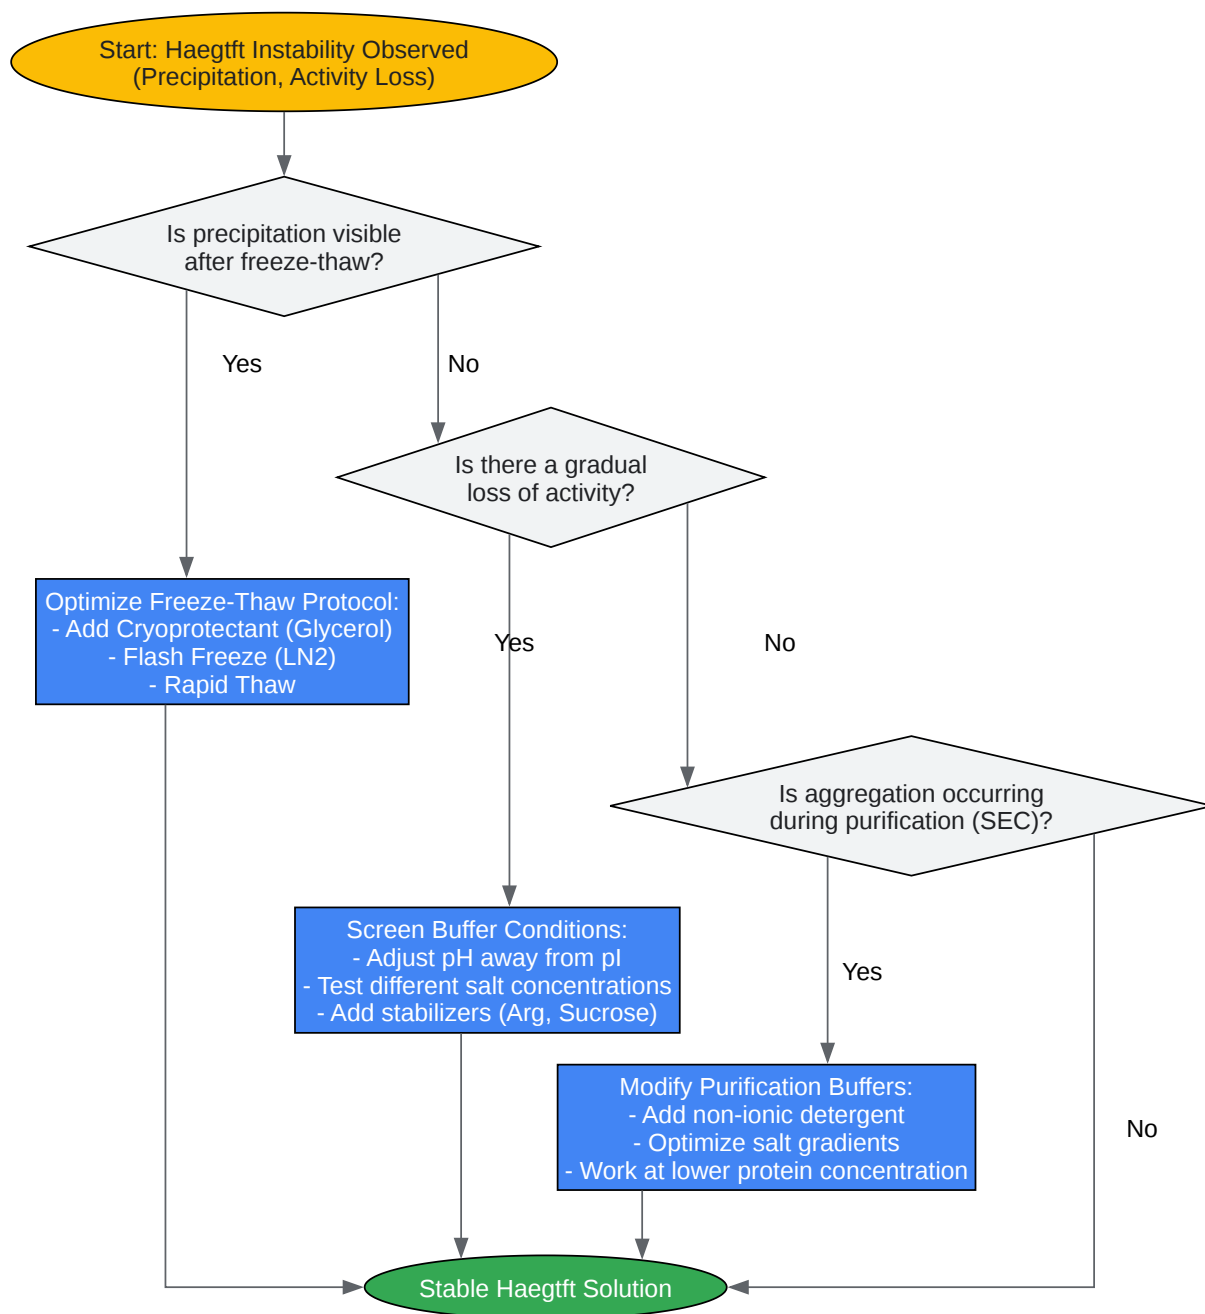 Start: Haegtft Instability Observed
(Precipitation, Activity Loss)
Is precipitation visible
after freeze-thaw?
Yes
No
Is there a gradual
loss of activity?
Optimize Freeze-Thaw Protocol:
- Add Cryoprotectant (Glycerol)
- Flash Freeze (LN2)
- Rapid Thaw
Yes
No
Is aggregation occurring
during purification (SEC)?
Screen Buffer Conditions:
- Adjust pH away from pI
- Test different salt concentrations
- Add stabilizers (Arg, Sucrose)
Yes
Modify Purification Buffers:
- Add non-ionic detergent
- Optimize salt gradients
- Work at lower protein concentration
No
Stable Haegtft Solution